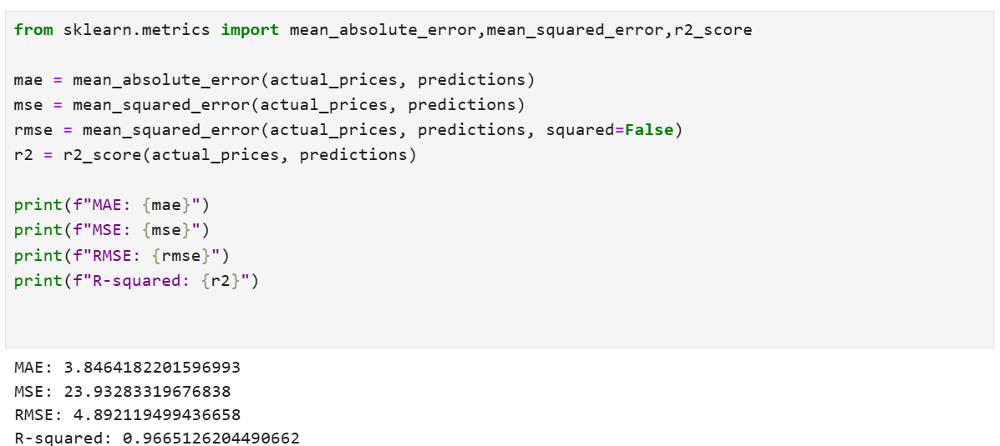 from sklearn.metrics import mean_absolute_error,mean_squared_error,r2_score
mae = mean_absolute_error(actual_prices, predictions)
mse = mean_squared_error(actual_prices, predictions)
rmse = mean_squared_error(actual_prices, predictions, squared=False)
r2 = r2_score(actual_prices, predictions)
print(f"MAE: {mae}")
print(f"MSE: {mse}")
print(f"RMSE: {rmse}")
print(f"R-squared: {r2}")
MAE: 3.8464182201596993
MSE: 23.93283319676838
RMSE: 4.892119499436658
R-squared: 0.9665126204490662